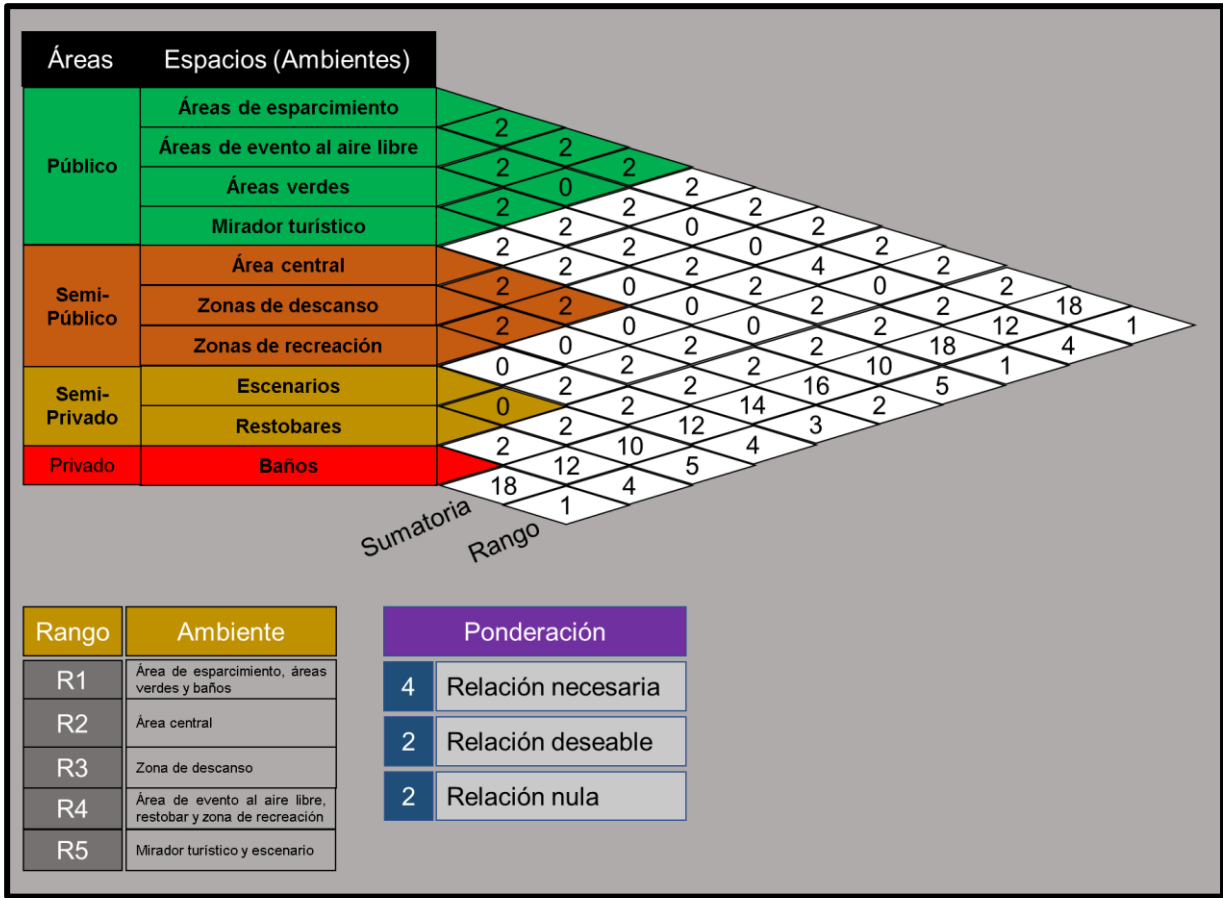 Áreas Espacios (Ambientes)
Áreas de esparcimiento
2
Áreas de evento al aire libre 2
Público 2 2
Áreas verdes 0 2
2 2 2
Mirador turístico 2 0 2
2 2 0 2
Área central 2 2 4 2
2 0 2 0 2
Semi-
Público
Zonas de descanso 2 0 2 2 18
2 0 0 2 12 1
Zonas de recreación 0 2 2 18 4
0 2 2 10 1
Semi-
Privado
Escenarios 2 2 16 5
0 2 14 2
Restobares 2 12 3
2 10 4
Privado Baños 12 5
18 4
1
Sumatoria
Rango
Rango Ambiente
R1 Área de esparcimiento, áreas
verdes y baños
R2 Área central
R3 Zona de descanso
R4 Área de evento al aire libre,
restobar y zona de recreación
R5 Mirador turístico y escenario
Ponderación
4 Relación necesaria
2 Relación deseable
2 Relación nula